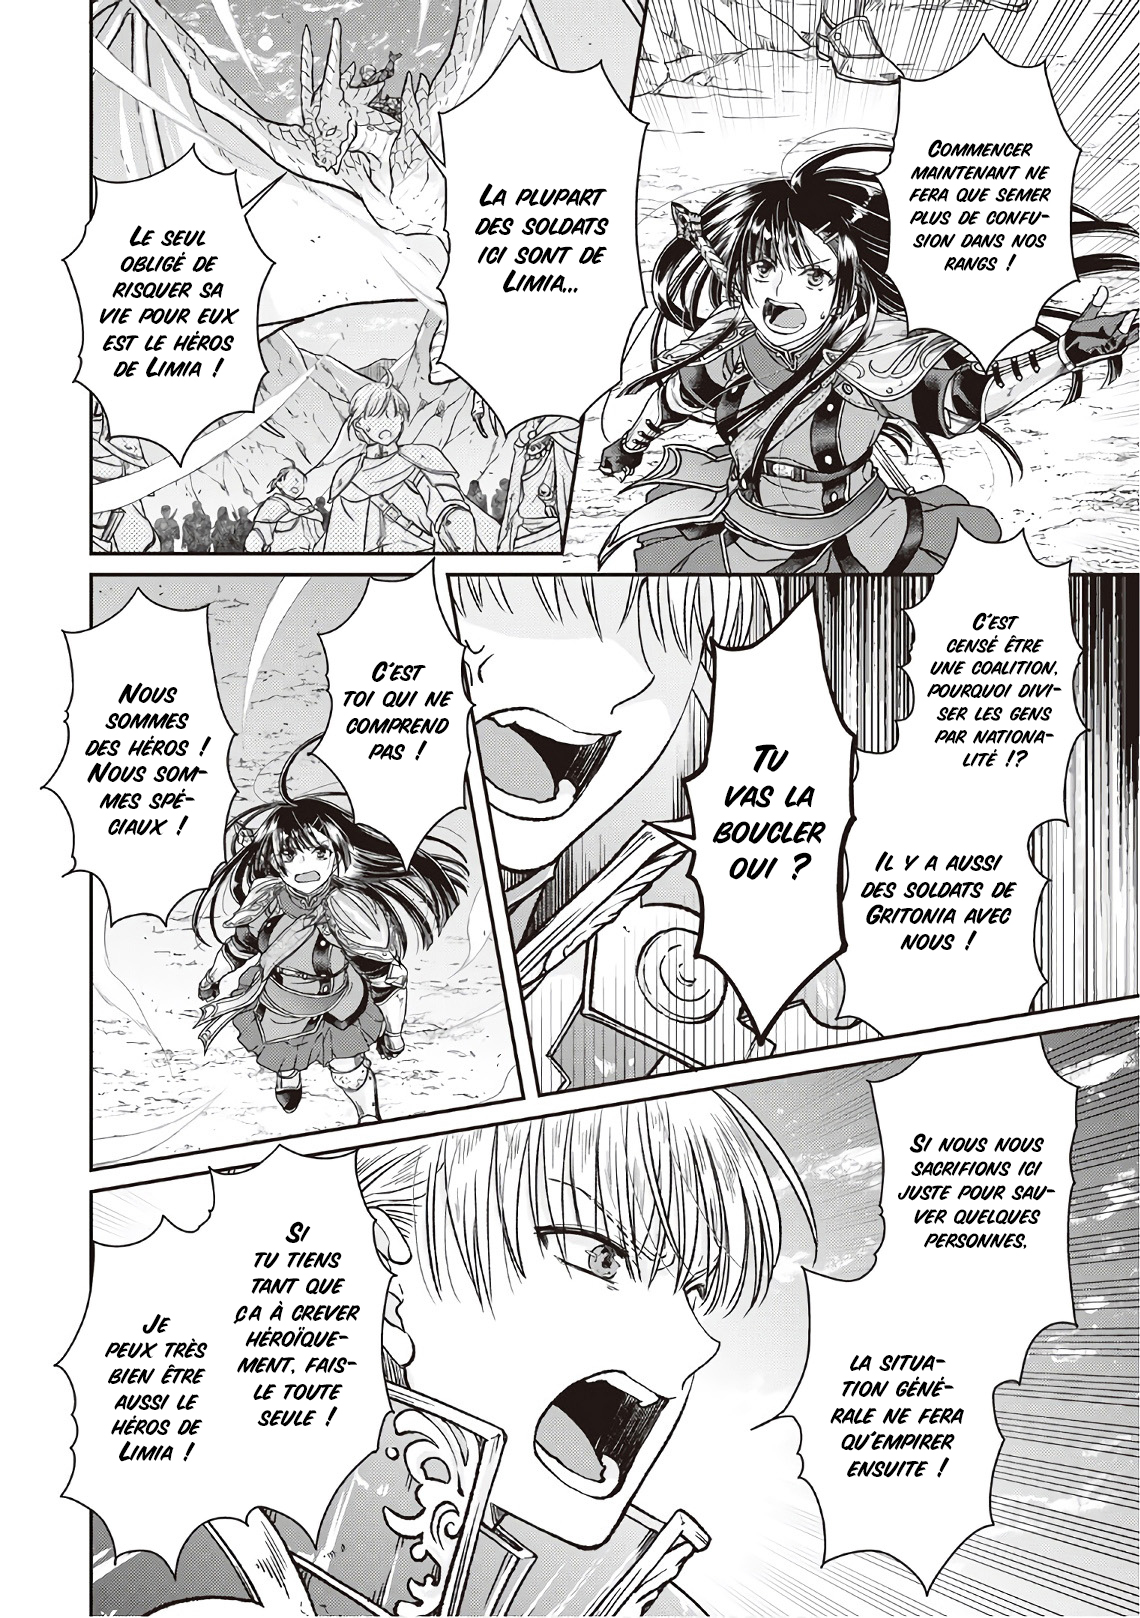 COMMENCER
MAINTENANT NE
FERA QUE SEMER
PLUS DE CONFU-
SION DANS NOS
RANGS !
LA PLUPART
DES SOLDATS
ICI SONT DE
LIMIA...
LE SEUL
OBLIGÉ DE
RISQUER SA
VIE POUR EUX
EST LE HÉROS
DE LIMIA !
C'EST
CENSÉ ÊTRE
UNE COALITION,
POURQUOI DIVI-
SER LES GENS
PAR NATIONA-
LITÉ !?
IL Y A AUSSI
DES SOLDATS DE
GRITONIA AVEC
NOUS !
TU
VAS LA
BOUCLER
OUI ?
C'EST
TOI QUI NE
COMPREND
PAS !
NOUS
SOMMES
DES HÉROS !
NOUS SOM-
MES SPÉ-
CIAUX !
SI NOUS NOUS
SACRIFIONS ICI
JUSTE POUR SAU-
VER QUELQUES
PERSONNES,
LA SITUA-
TION GÉNÉ-
RALE NE FERA
QU'EMPIRER
ENSUITE !
SI
TU TIENS
TANT QUE
ÇA À CREVER
HÉROÏQUE-
MENT, FAIS-
LE TOUTE
SEULE !
JE
PEUX TRÈS
BIEN ÊTRE
AUSSI LE
HÉROS DE
LIMIA !